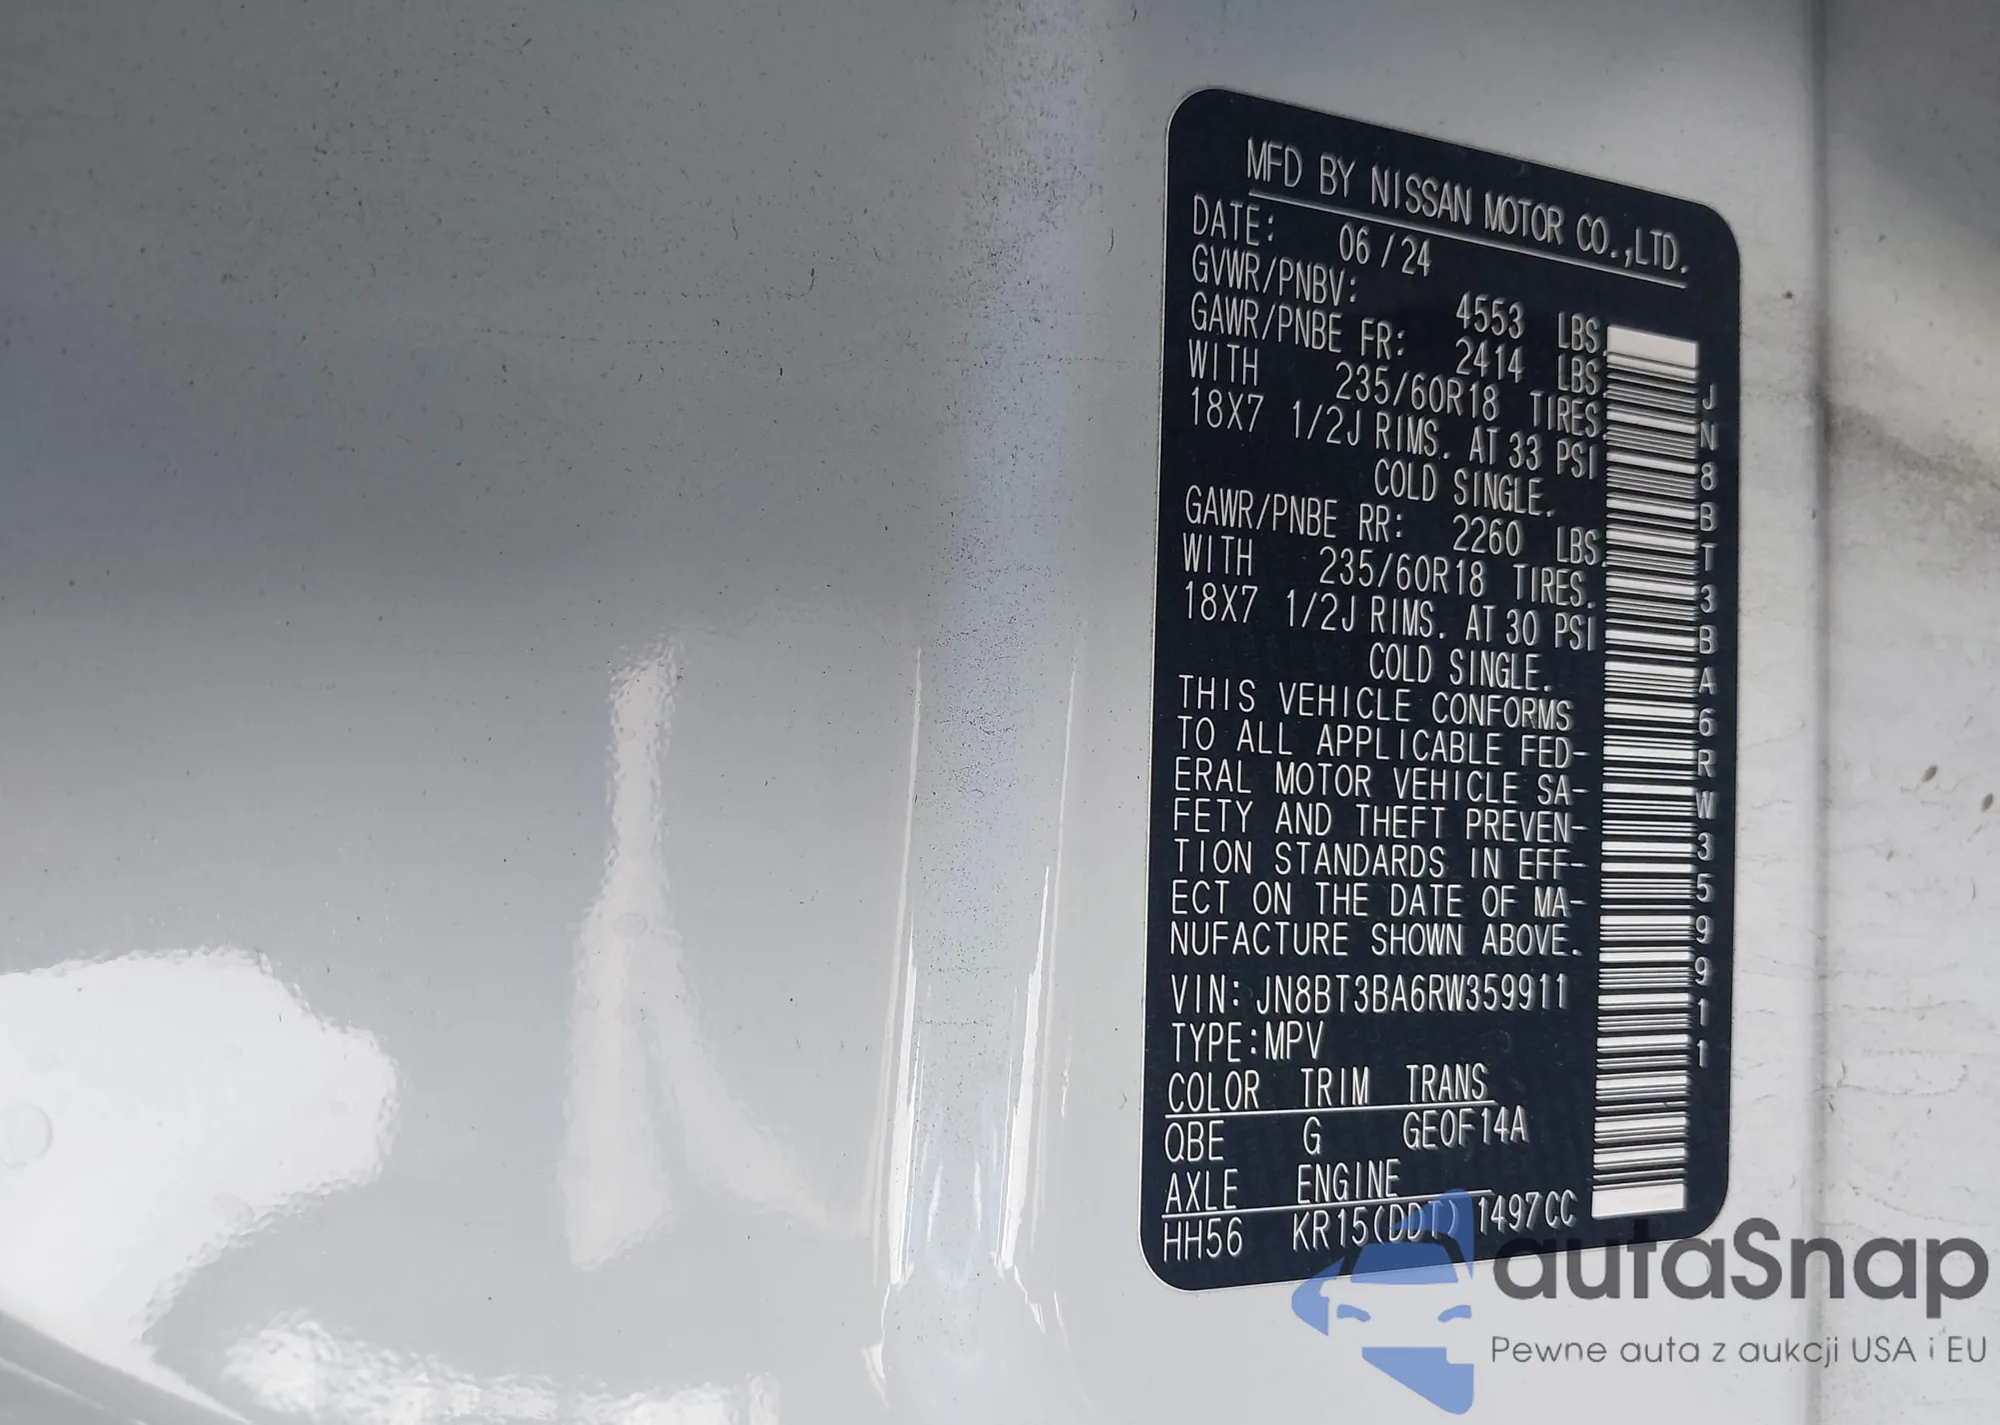 MFD BY NISSAN MOTOR CO.,LTD.
DATE: 06/24
GVWR/PNBV: 4553 LBS
GAWR/PNBE FR: 2414 LBS
WITH 235/60R18 TIRES.
18X7 1/2J RIMS. AT 33 PSI
COLD SINGLE.
GAWR/PNBE RR: 2260 LBS
WITH 235/60R18 TIRES.
18X7 1/2J RIMS. AT 30 PSI
COLD SINGLE.
THIS VEHICLE CONFORMS
TO ALL APPLICABLE FED-
ERAL MOTOR VEHICLE SA-
FETY AND THEFT PREVEN-
TION STANDARDS IN EFF-
ECT ON THE DATE OF MA-
NUFACTURE SHOWN ABOVE.
VIN: JN8BT3BA6RW359911
TYPE:MPV
COLOR TRIM TRANS
QBE G GE0F14A
AXLE ENGINE
HH56 KR15(DDT) 1497CC
JN8BT3BA6RW359911
autaSnap
Pewne auta z aukcji USA i EU